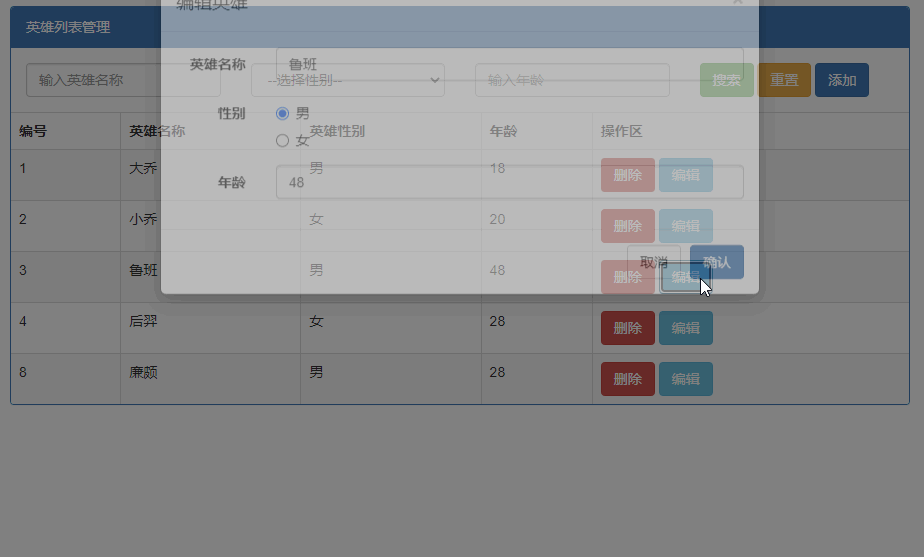 编辑英雄
英雄列表管理
英雄名称 鲁班
输入英雄名称 --选择性别-- 输入年龄 搜索 重置 添加
性别 男
女
年龄 48
编号 英雄名称 英雄性别 年龄 操作区
1 大乔 男 18 删除 编辑
2 小乔 女 20 删除 编辑
取消 确认
3 鲁班 男 48 删除 编辑
4 后羿 女 28 删除 编辑
8 廉颇 男 28 删除 编辑